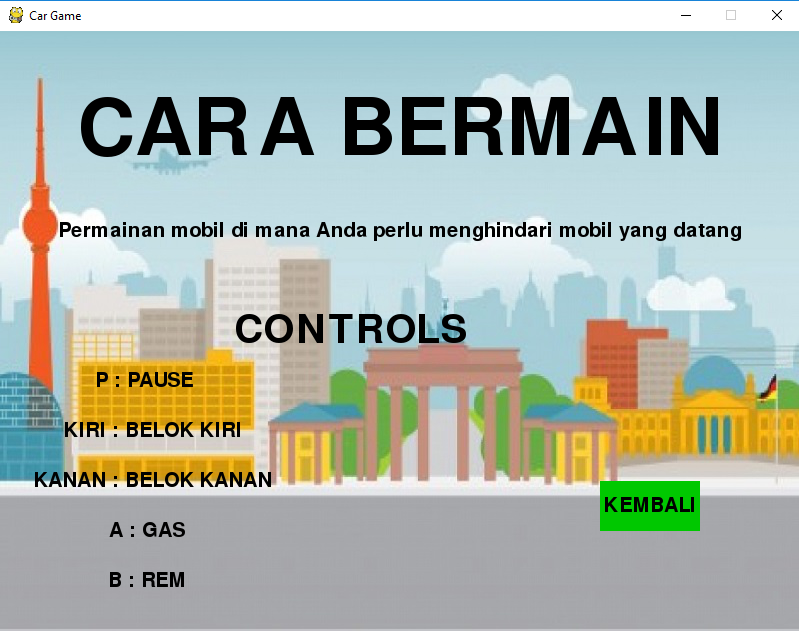 Car Game
CARA BERMAIN
Permainan mobil di mana Anda perlu menghindari mobil yang datang
CONTROLS
P : PAUSE
KIRI : BELOK KIRI
KANAN : BELOK KANAN
KEMBALI
A : GAS
B : REM